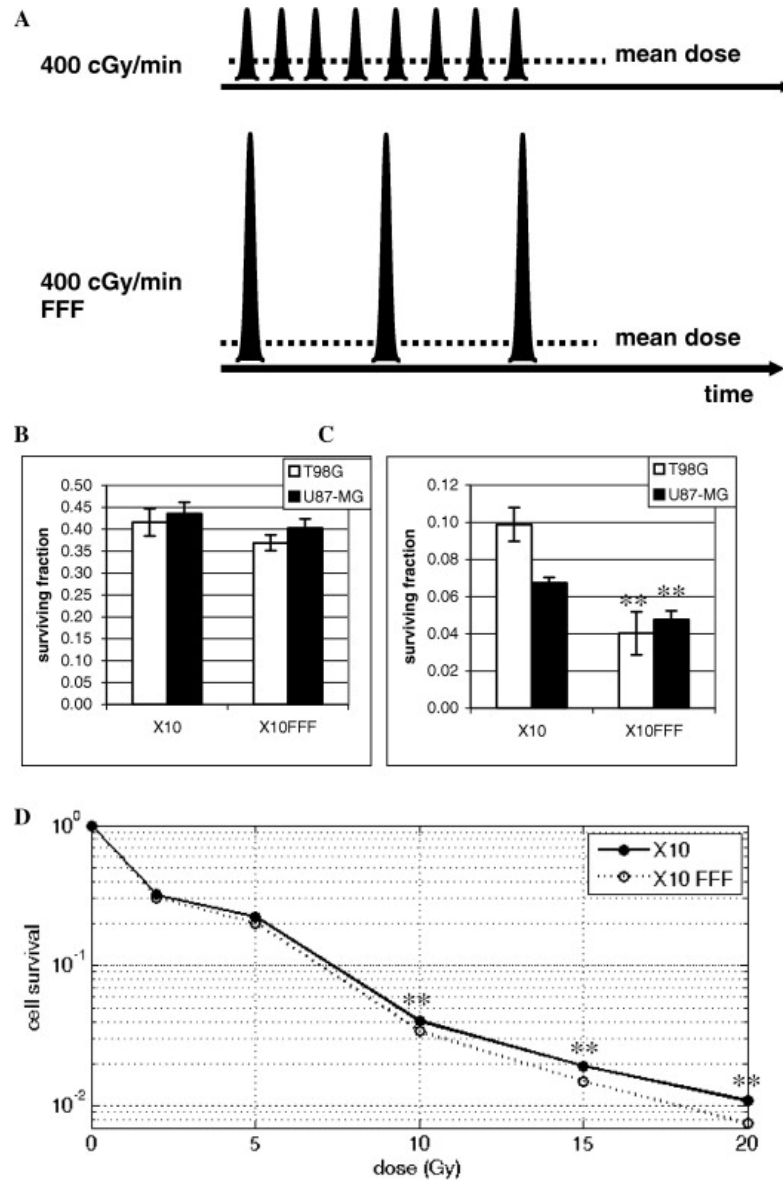 A
400 cGy/min
mean dose
400 cGy/min
FFF
mean dose
time
B
T98G
U87-MG
0.50
0.45
0.40
0.35
0.30
0.25
0.20
0.15
0.10
0.05
0.00
surviving fraction
X10
X10FFF
C
T98G
U87-MG
0.12
0.10
0.08
0.06
0.04
0.02
0.00
surviving fraction
** **
X10
X10FFF
D
X10
X10 FFF
10⁰
10⁻¹
10⁻²
cell survival
**
**
**
0 5 10 15 20
dose (Gy)